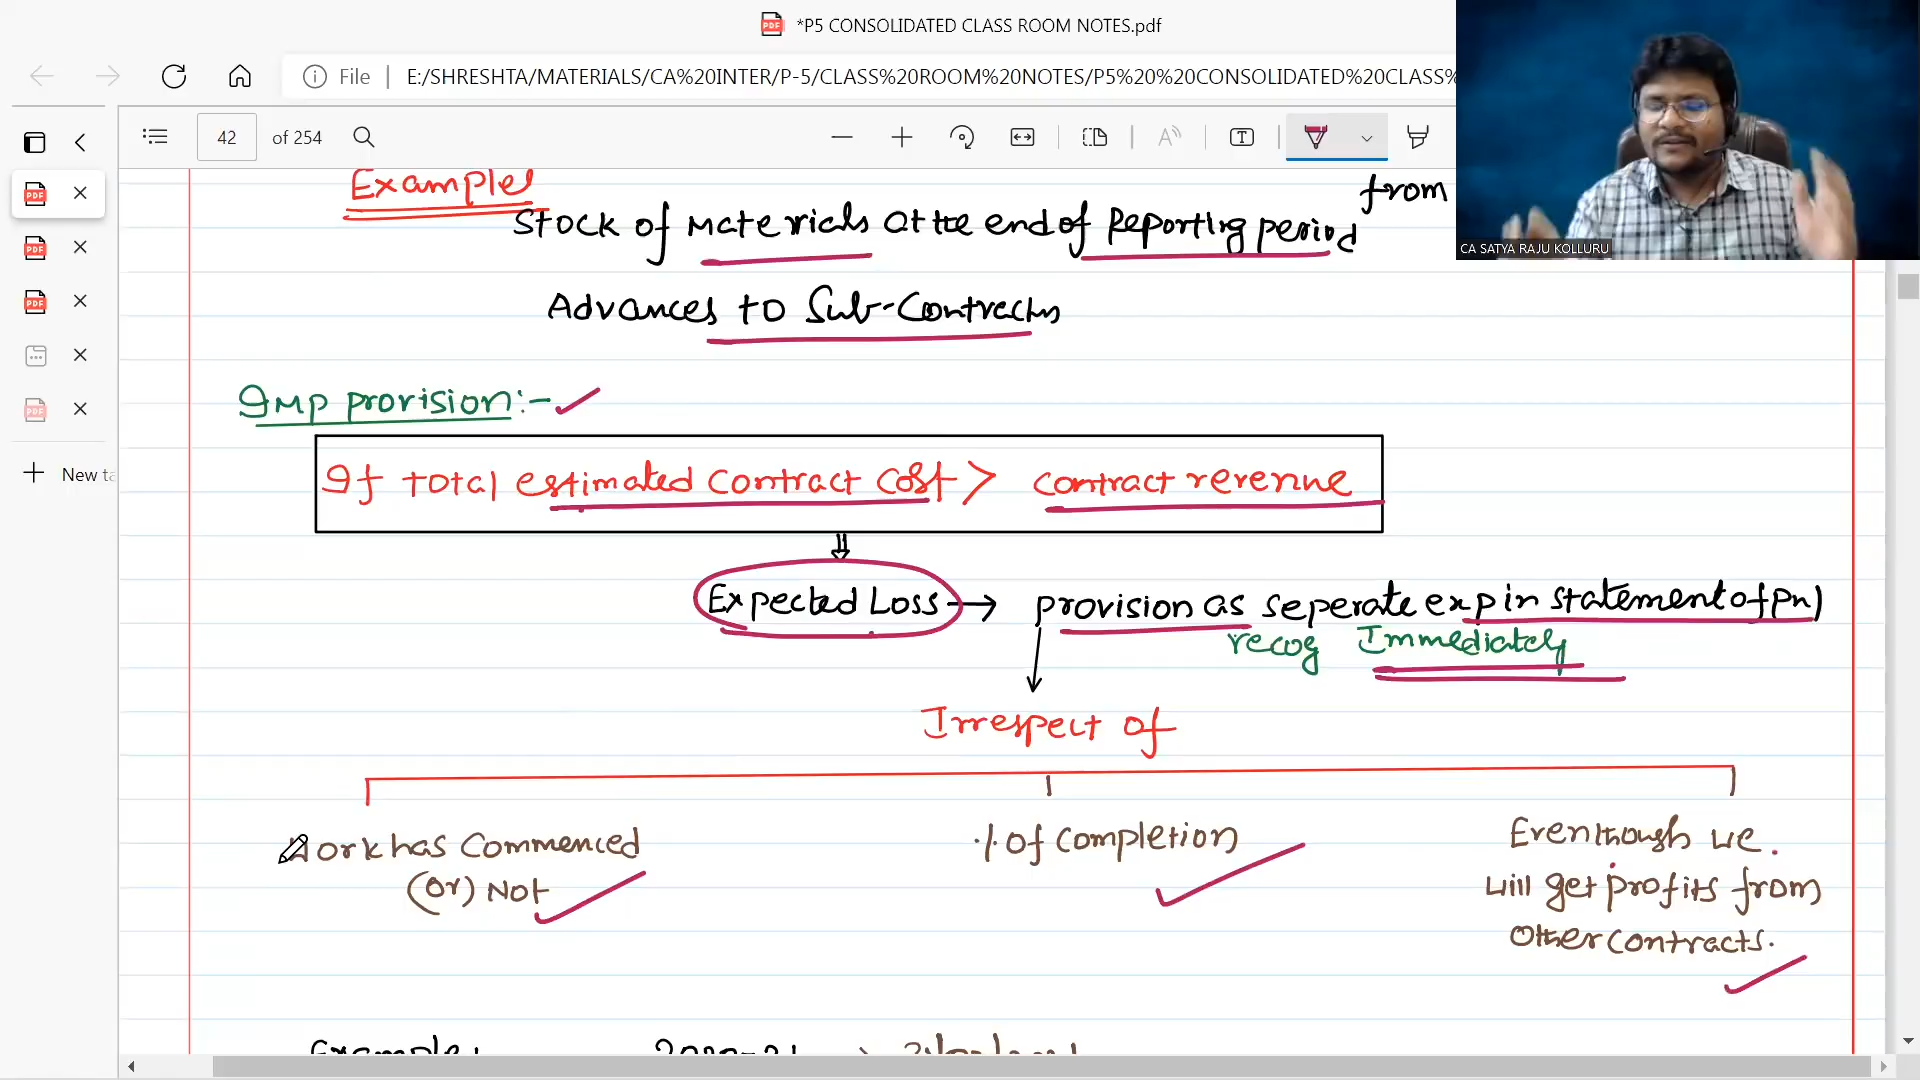 *P5 CONSOLIDATED CLASS ROOM NOTES.pdf
File
E:/SHRESHTA/MATERIALS/CA%20INTER/P-5/CLASS%20ROOM%20NOTES/P5%20%20CONSOLIDATED%20CLASS%
42 of 254
CA SATYA RAJU KOLLURU
New ta
Examples
from
Stock of Materials at the end of Reporting period
Advances to Sub-Contractors
Imp provision:-
If total estimated contract cost > contract revenue
Expected Loss → provision as seperate exp in statement of pnl
recog Immediately
Irrespect of
Work has Commenced
(or) Not
% of completion
Eventhough we
will get profits from
other contracts.
Example: